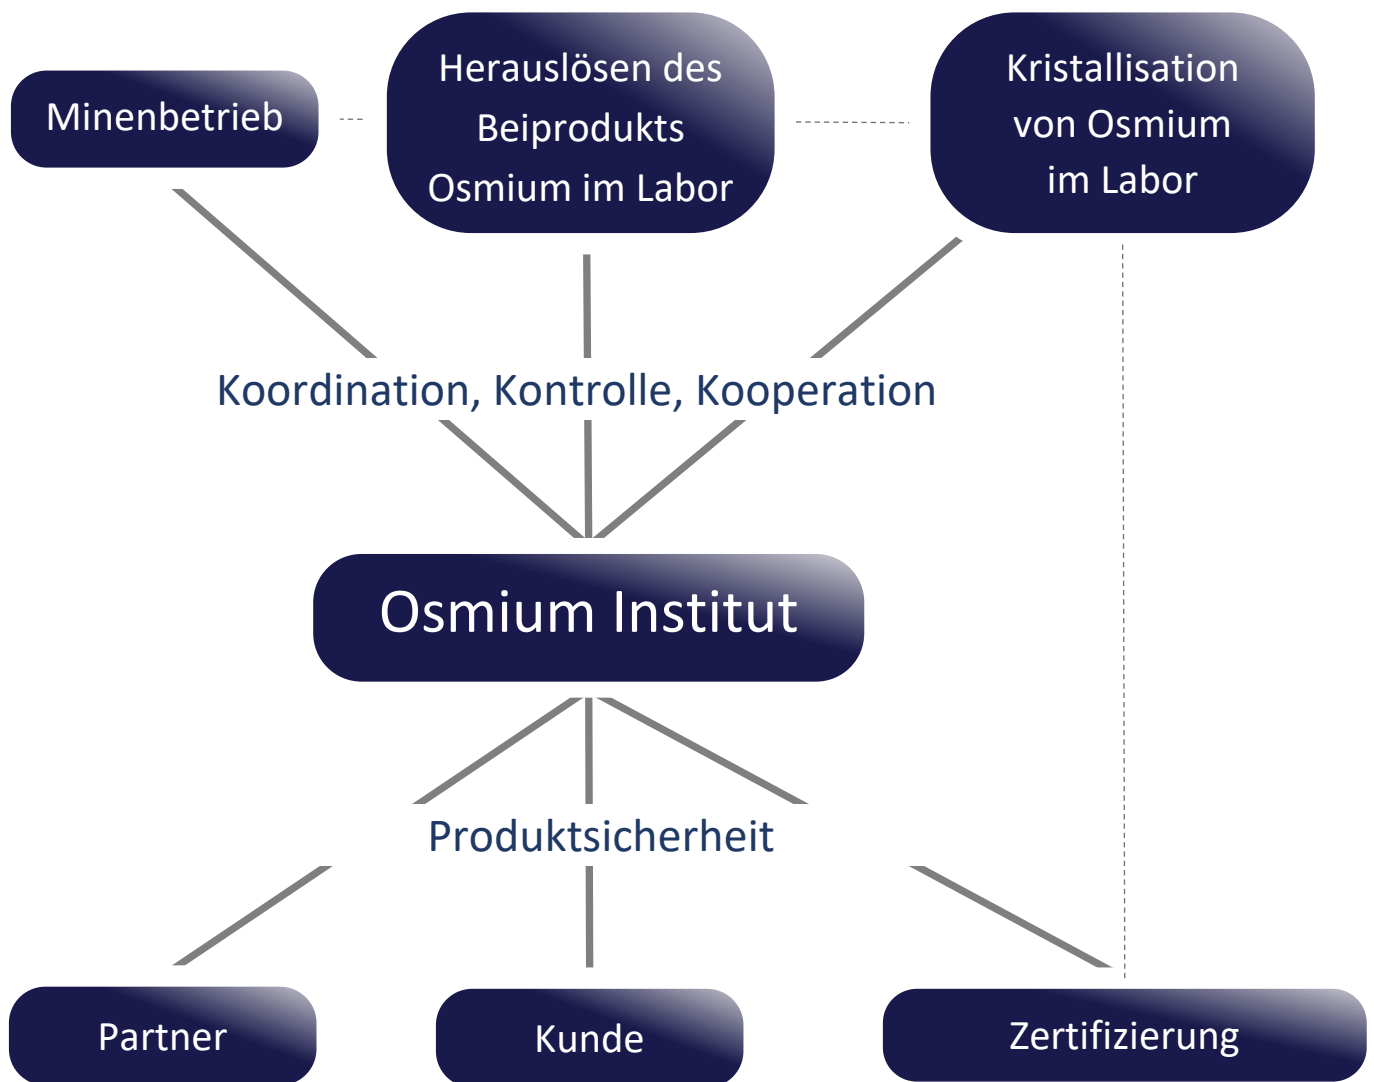 Minenbetrieb
Herauslösen des
Beiprodukts
Osmium im Labor
Kristallisation
von Osmium
im Labor
Koordination, Kontrolle, Kooperation
Osmium Institut
Produktsicherheit
Partner
Kunde
Zertifizierung